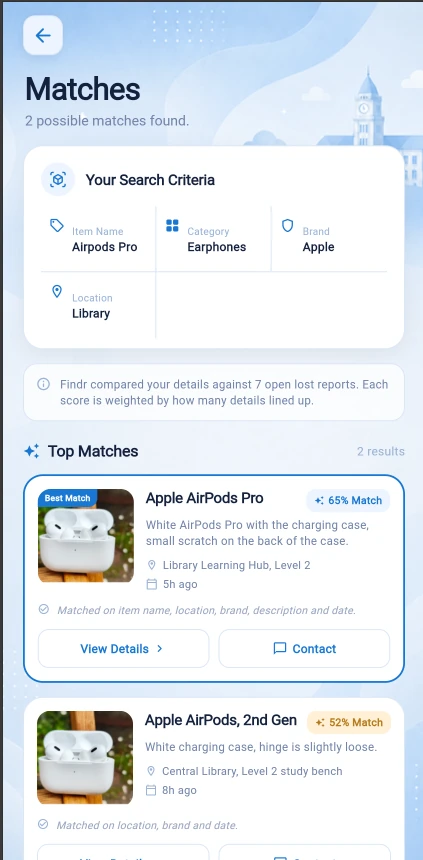 Matches
2 possible matches found.
Your Search Criteria
Item Name
Airpods Pro
Category
Earphones
Brand
Apple
Location
Library
Findr compared your details against 7 open lost reports. Each
score is weighted by how many details lined up.
Top Matches
2 results
Best Match
Apple AirPods Pro
65% Match
White AirPods Pro with the charging case,
small scratch on the back of the case.
Library Learning Hub, Level 2
5h ago
Matched on item name, location, brand, description and date.
View Details
Contact
Apple AirPods, 2nd Gen
52% Match
White charging case, hinge is slightly loose.
Central Library, Level 2 study bench
8h ago
Matched on location, brand and date.